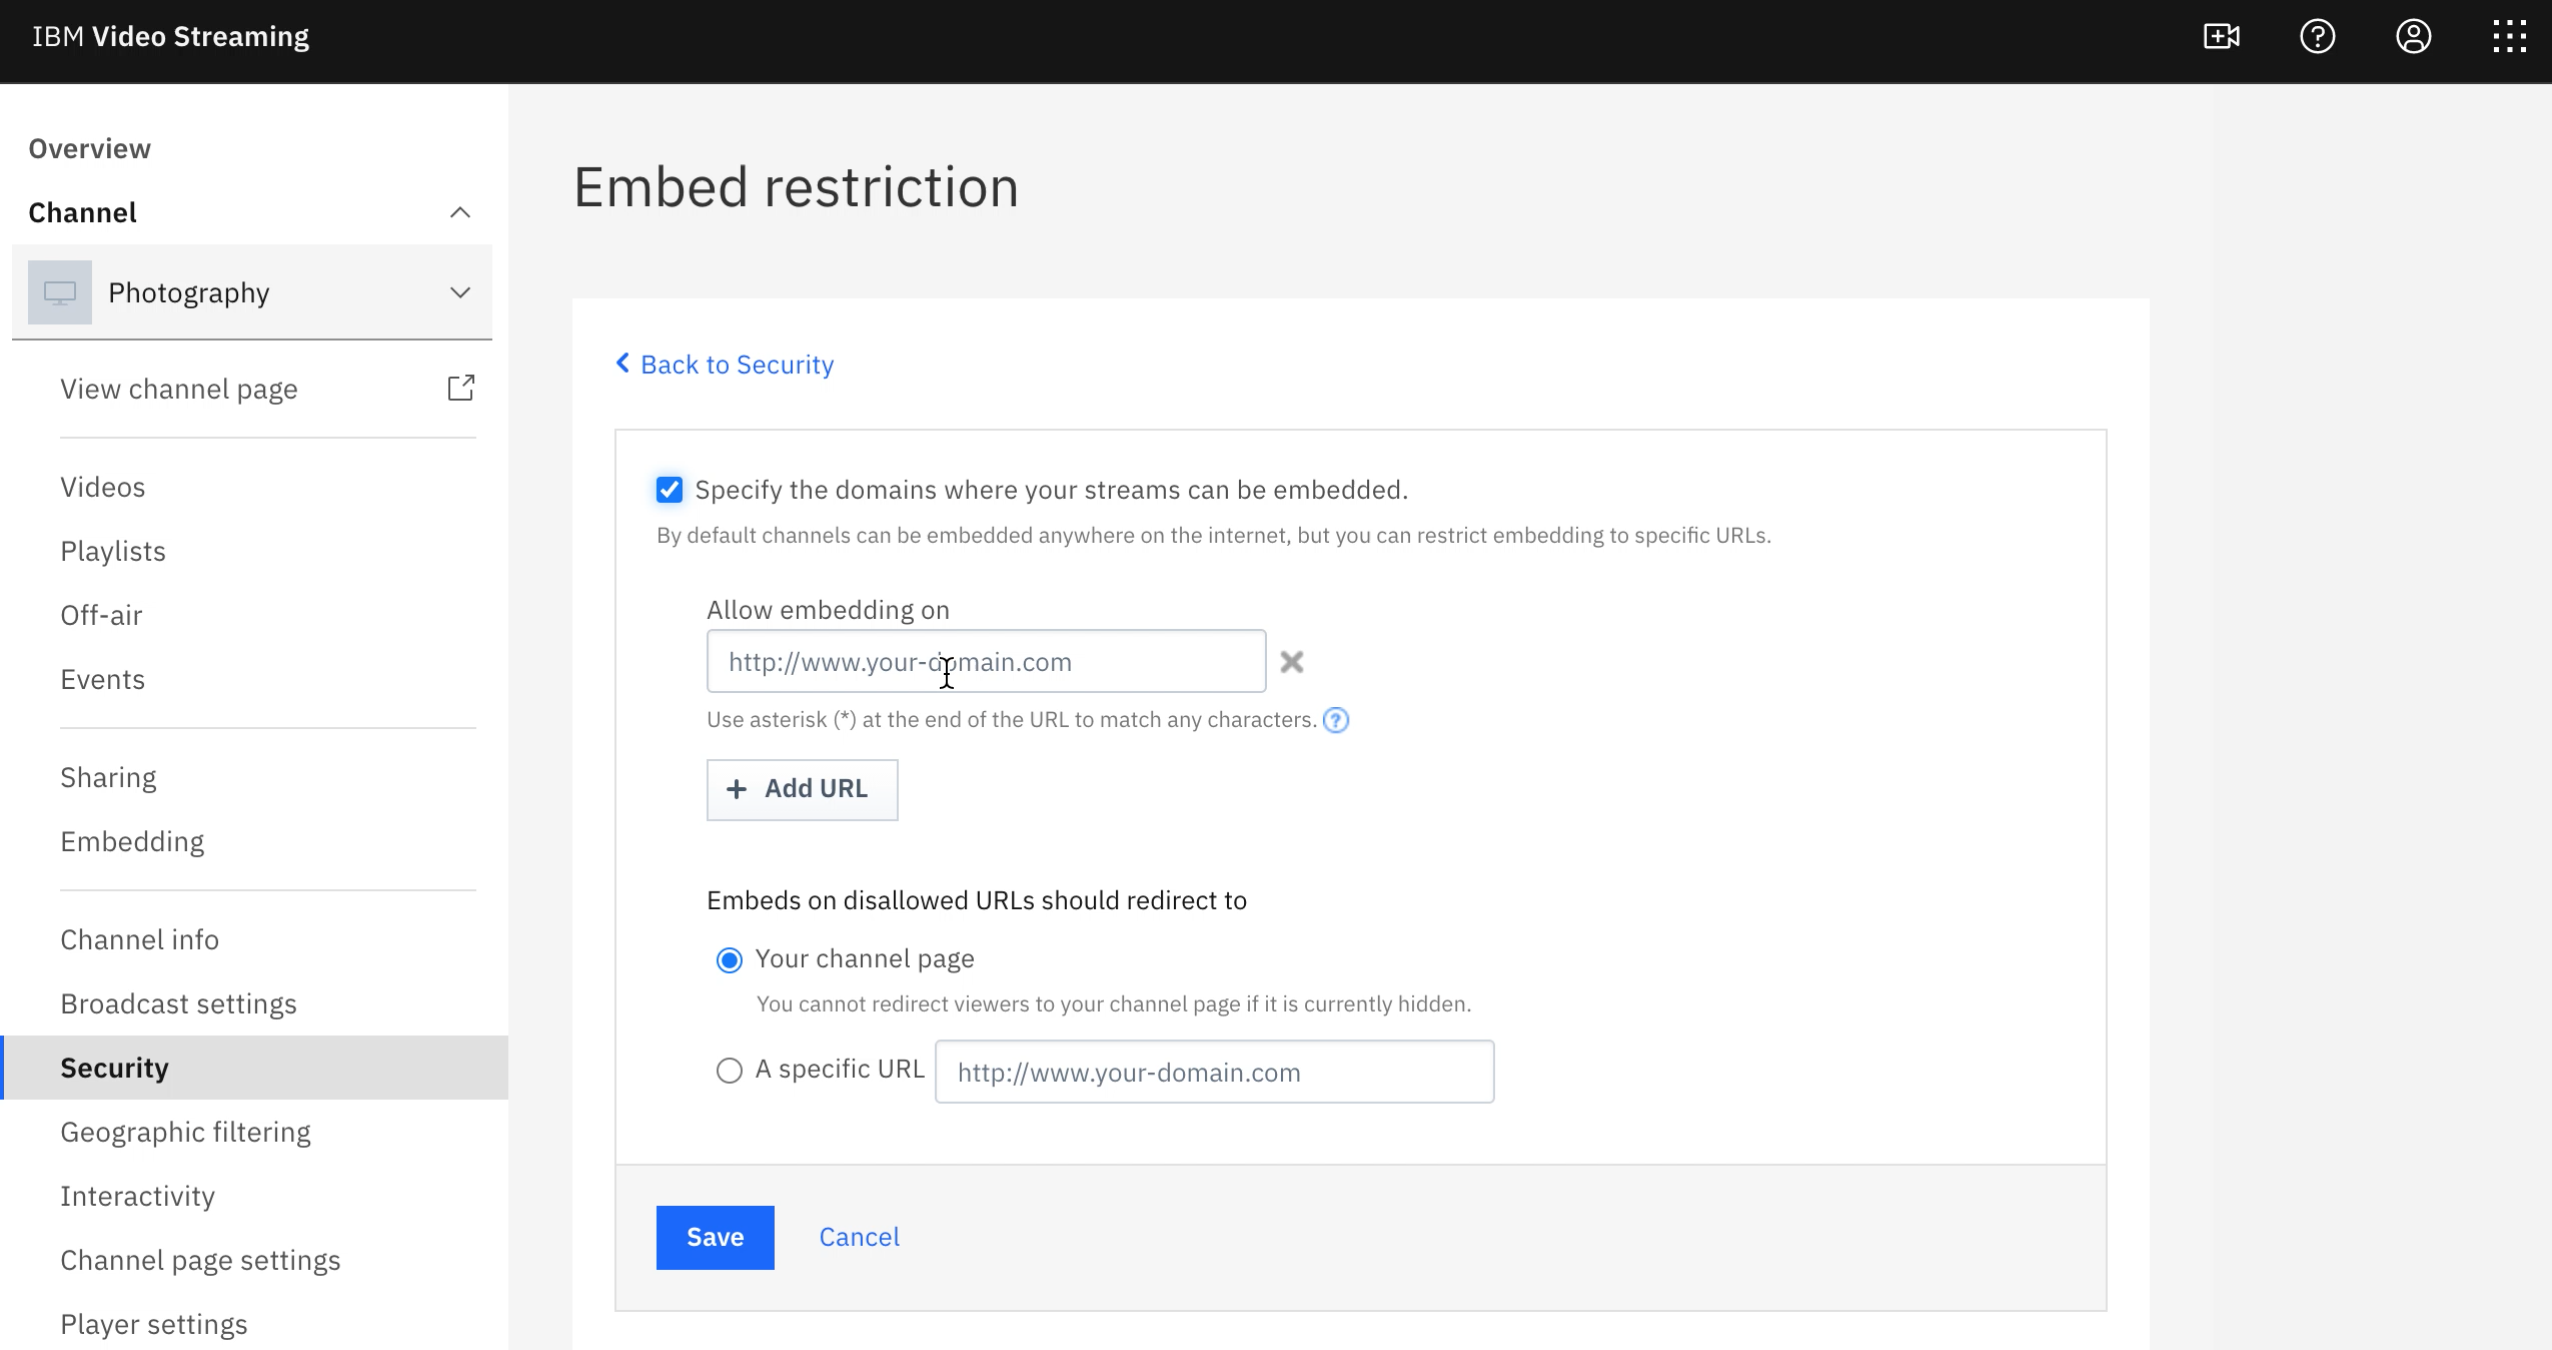 IBM Video Streaming
Overview
Channel
Photography
View channel page
Videos
Playlists
Off-air
Events
Sharing
Embedding
Channel info
Broadcast settings
Security
Geographic filtering
Interactivity
Channel page settings
Player settings
Embed restriction
Back to Security
Specify the domains where your streams can be embedded.
By default channels can be embedded anywhere on the internet, but you can restrict embedding to specific URLs.
Allow embedding on
http://www.your-domain.com
Use asterisk (*) at the end of the URL to match any characters. ?
+ Add URL
Embeds on disallowed URLs should redirect to
Your channel page
You cannot redirect viewers to your channel page if it is currently hidden.
A specific URL http://www.your-domain.com
Save Cancel